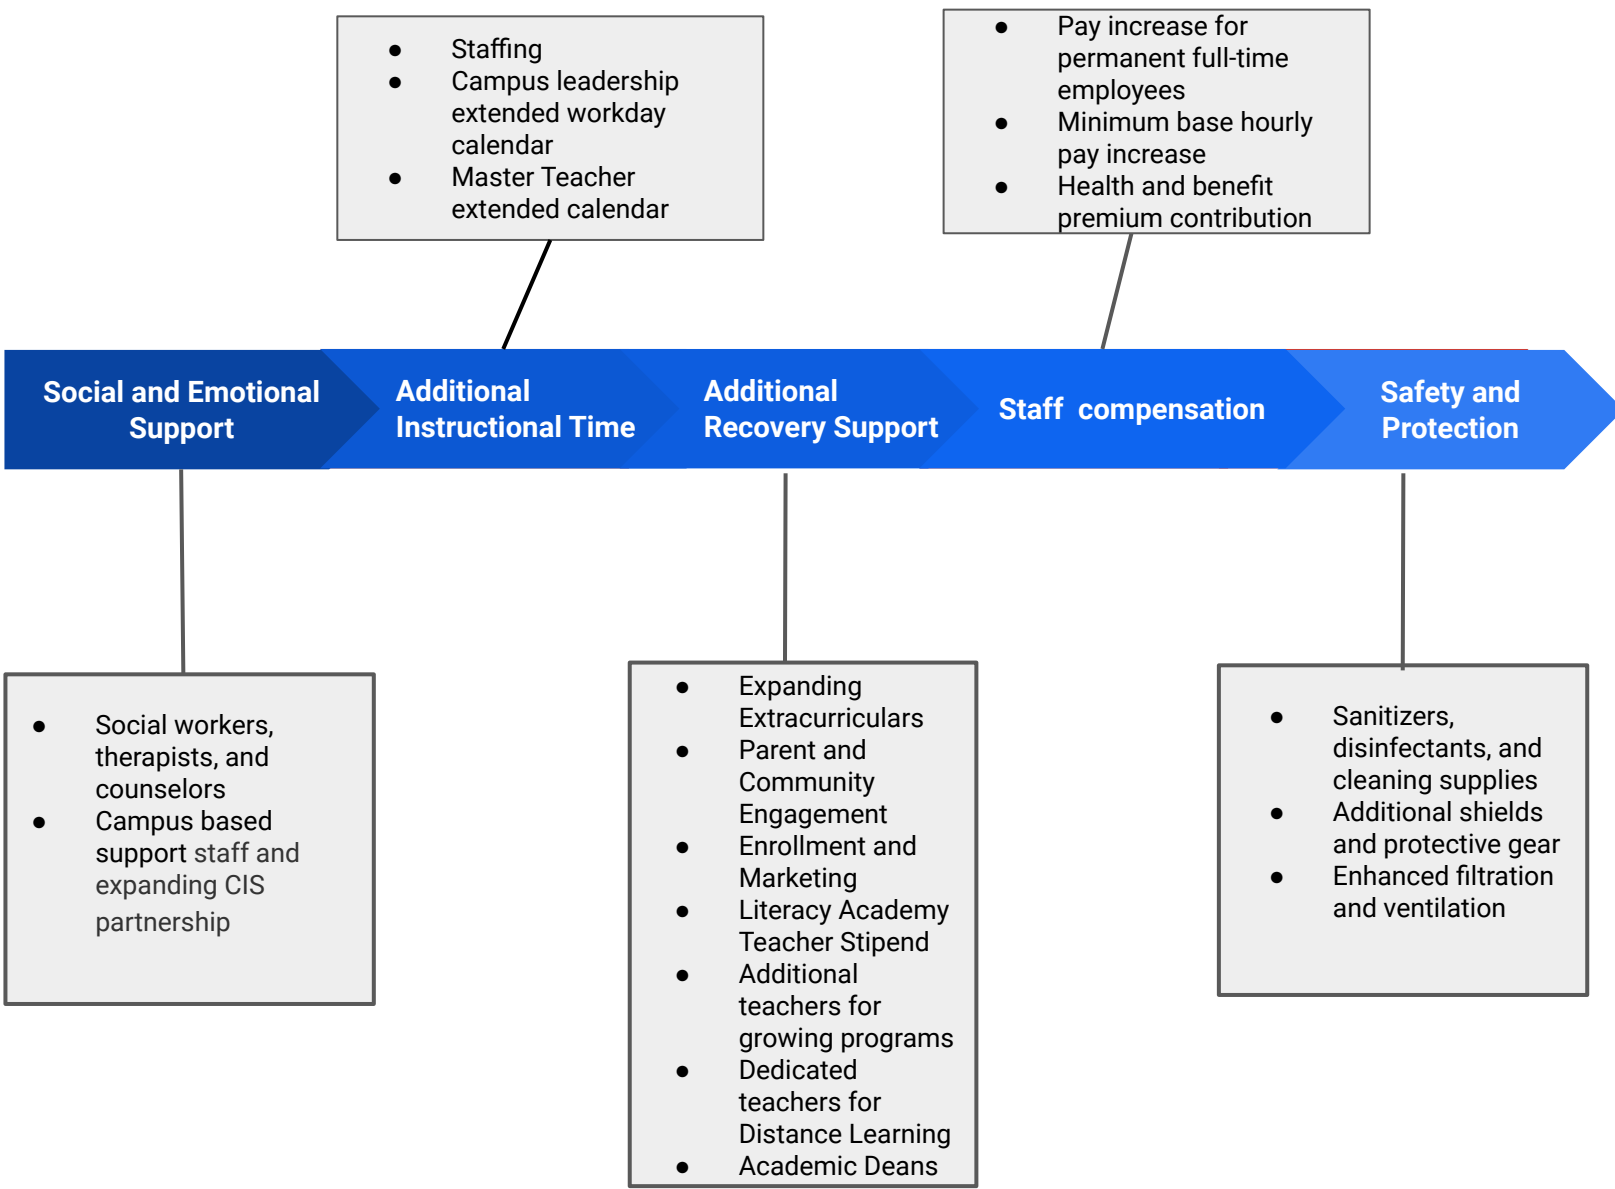 ● Staffing
● Campus leadership
extended workday
calendar
● Master Teacher
extended calendar
● Pay increase for
permanent full-time
employees
● Minimum base hourly
pay increase
● Health and benefit
premium contribution
Social and Emotional
Support
Additional
Instructional Time
Additional
Recovery Support
Staff compensation
Safety and
Protection
● Social workers,
therapists, and
counselors
● Campus based
support staff and
expanding CIS
partnership
● Expanding
Extracurriculars
● Parent and
Community
Engagement
● Enrollment and
Marketing
● Literacy Academy
Teacher Stipend
● Additional
teachers for
growing programs
● Dedicated
teachers for
Distance Learning
● Academic Deans
● Sanitizers,
disinfectants, and
cleaning supplies
● Additional shields
and protective gear
● Enhanced filtration
and ventilation